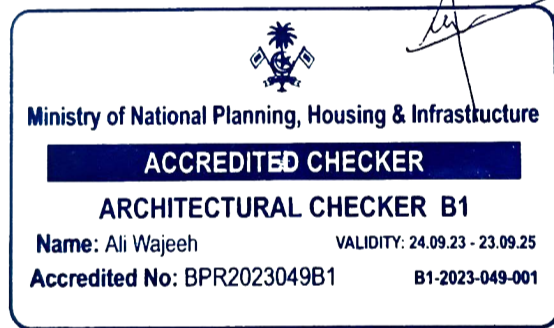 Ministry of National Planning, Housing & Infrastructure
ACCREDITED CHECKER
ARCHITECTURAL CHECKER B1
Name: Ali Wajeeh VALIDITY: 24.09.23 - 23.09.25
Accredited No: BPR2023049B1 B1-2023-049-001